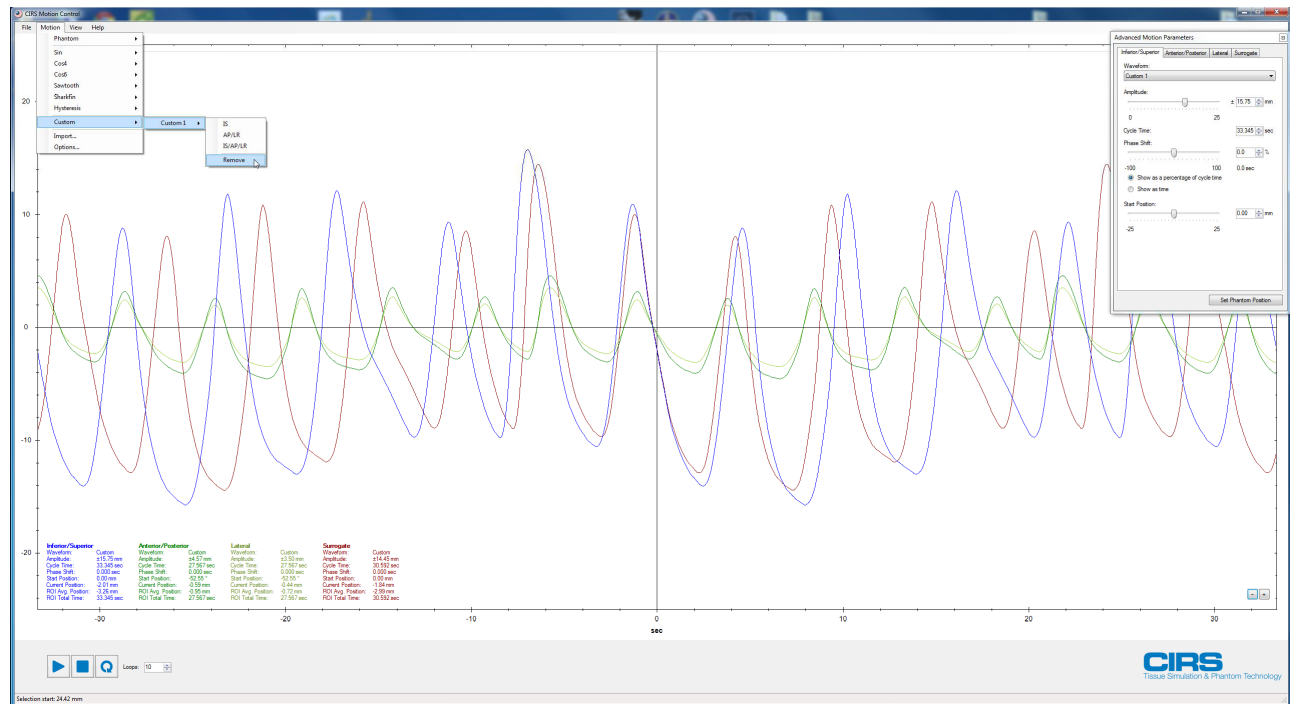 CIRS Motion Control
File Motion View Help
Phantom
Sin
Cos4
Cos6
Sawtooth
Sharkfin
Hysteresis
Custom
Import...
Options...
Custom 1
IS
AP/LR
IS/AP/LR
Remove
Advanced Motion Parameters
Inferior/Superior Anterior/Posterior Lateral Surrogate
Waveform:
Custom 1
Amplitude:
± 15.75 mm
0 25
Cycle Time: 33.345 sec
Phase Shift:
0.0 %
-100 100 0.0 sec
Show as a percentage of cycle time
Show as time
Start Position:
0.00 mm
-25 25
Set Phantom Position
20
10
0
-10
-20
Inferior/Superior
Waveform: Custom
Amplitude: ±15.75 mm
Cycle Time: 33.345 sec
Phase Shift: 0.000 sec
Start Position: 0.00 mm
Current Position: -2.01 mm
ROI Avg. Position: -3.26 mm
ROI Total Time: 33.345 sec
Anterior/Posterior
Waveform: Custom
Amplitude: ±4.57 mm
Cycle Time: 27.567 sec
Phase Shift: 0.000 sec
Start Position: -52.55 °
Current Position: -0.59 mm
ROI Avg. Position: -0.95 mm
ROI Total Time: 27.567 sec
Lateral
Waveform: Custom
Amplitude: ±3.50 mm
Cycle Time: 27.567 sec
Phase Shift: 0.000 sec
Start Position: -52.55 °
Current Position: -0.44 mm
ROI Avg. Position: -0.72 mm
ROI Total Time: 27.567 sec
Surrogate
Waveform: Custom
Amplitude: ±14.45 mm
Cycle Time: 30.592 sec
Phase Shift: 0.000 sec
Start Position: 0.00 mm
Current Position: -1.84 mm
ROI Avg. Position: -2.99 mm
ROI Total Time: 30.592 sec
- +
-30 -20 -10 0 10 20 30
sec
Loops: 10
CIRS
Tissue Simulation & Phantom Technology
Selection start: 24.42 mm